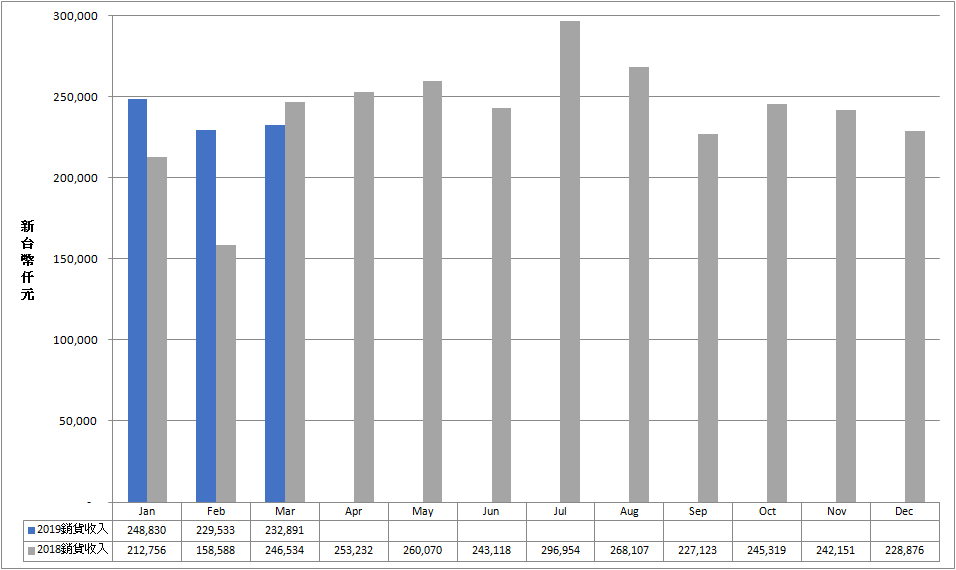 300,000
250,000
200,000
150,000
100,000
50,000
-
新台幣仟元
Jan Feb Mar Apr May Jun Jul Aug Sep Oct Nov Dec
2019銷貨收入 248,830 229,533 232,891
2018銷貨收入 212,756 158,588 246,534 253,232 260,070 243,118 296,954 268,107 227,123 245,319 242,151 228,876